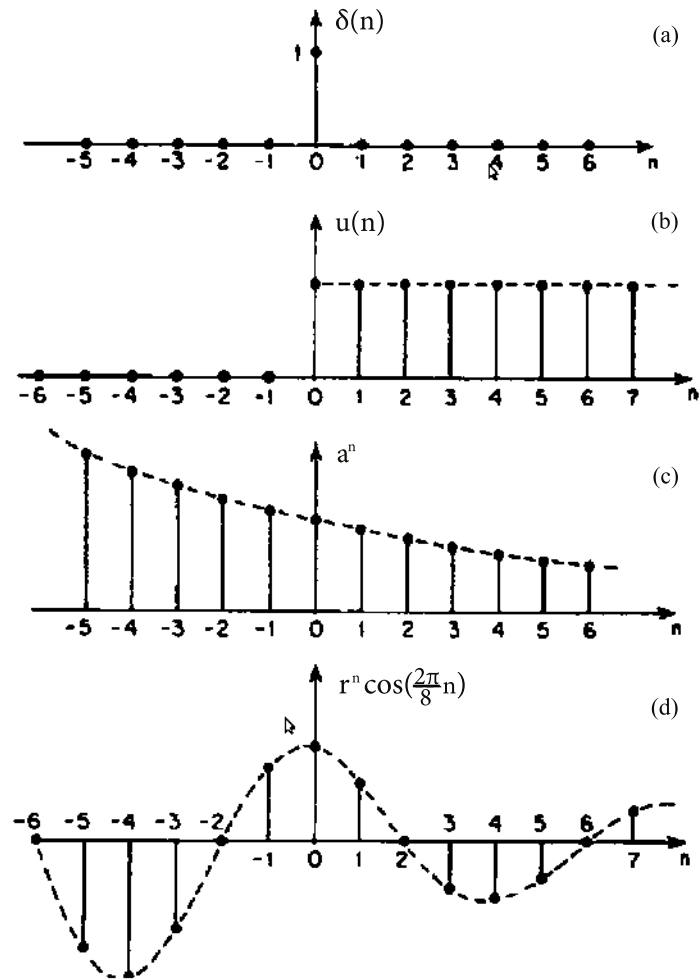 δ(n)
(a)
1
-5 -4 -3 -2 -1 0 1 2 3 4 5 6 n
u(n)
(b)
-6 -5 -4 -3 -2 -1 0 1 2 3 4 5 6 7 n
aⁿ
(c)
-5 -4 -3 -2 -1 0 1 2 3 4 5 6 n
rⁿ cos(2π/8 n)
(d)
-6 -5 -4 -3 -2 3 4 5 6
-1 0 1 2 7 n